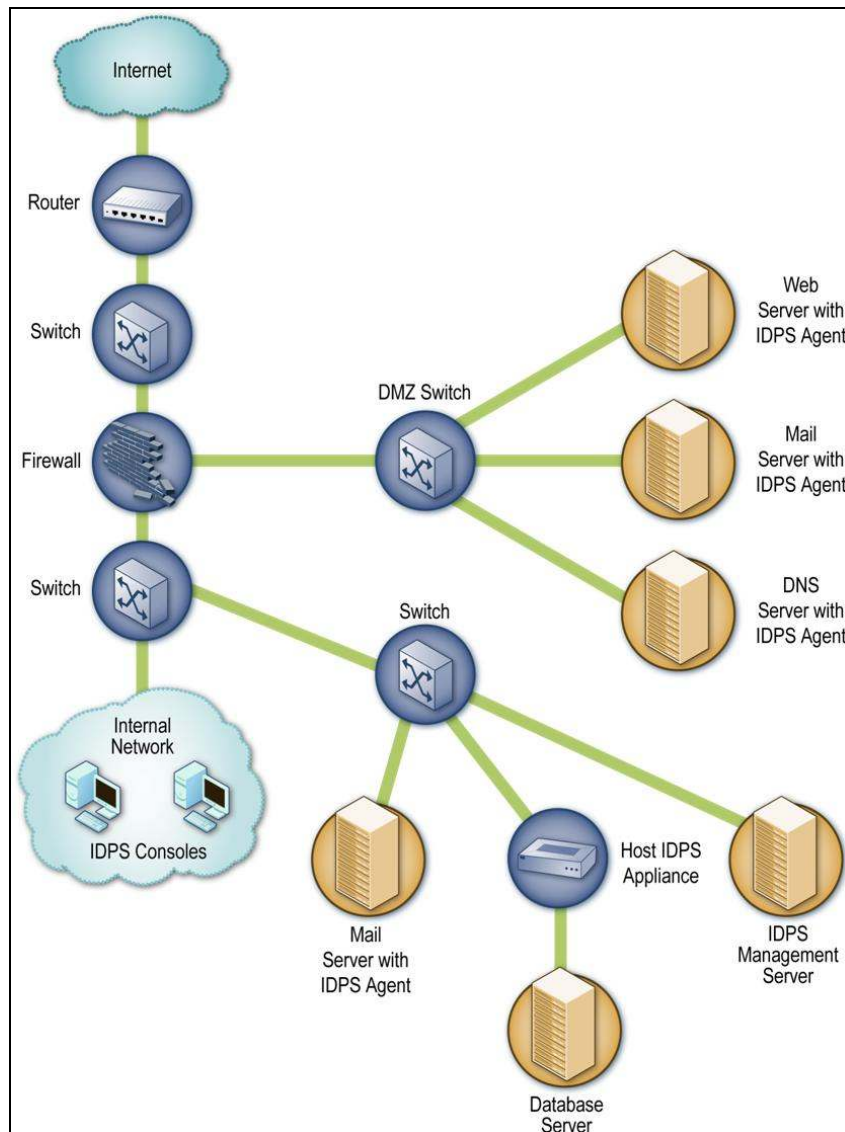 Internet
Router
Switch
Firewall
Switch
DMZ Switch
Web
Server with
IDPS Agent
Mail
Server with
IDPS Agent
DNS
Server with
IDPS Agent
Switch
Internal
Network
IDPS Consoles
Mail
Server with
IDPS Agent
Host IDPS
Appliance
Database
Server
IDPS
Management
Server